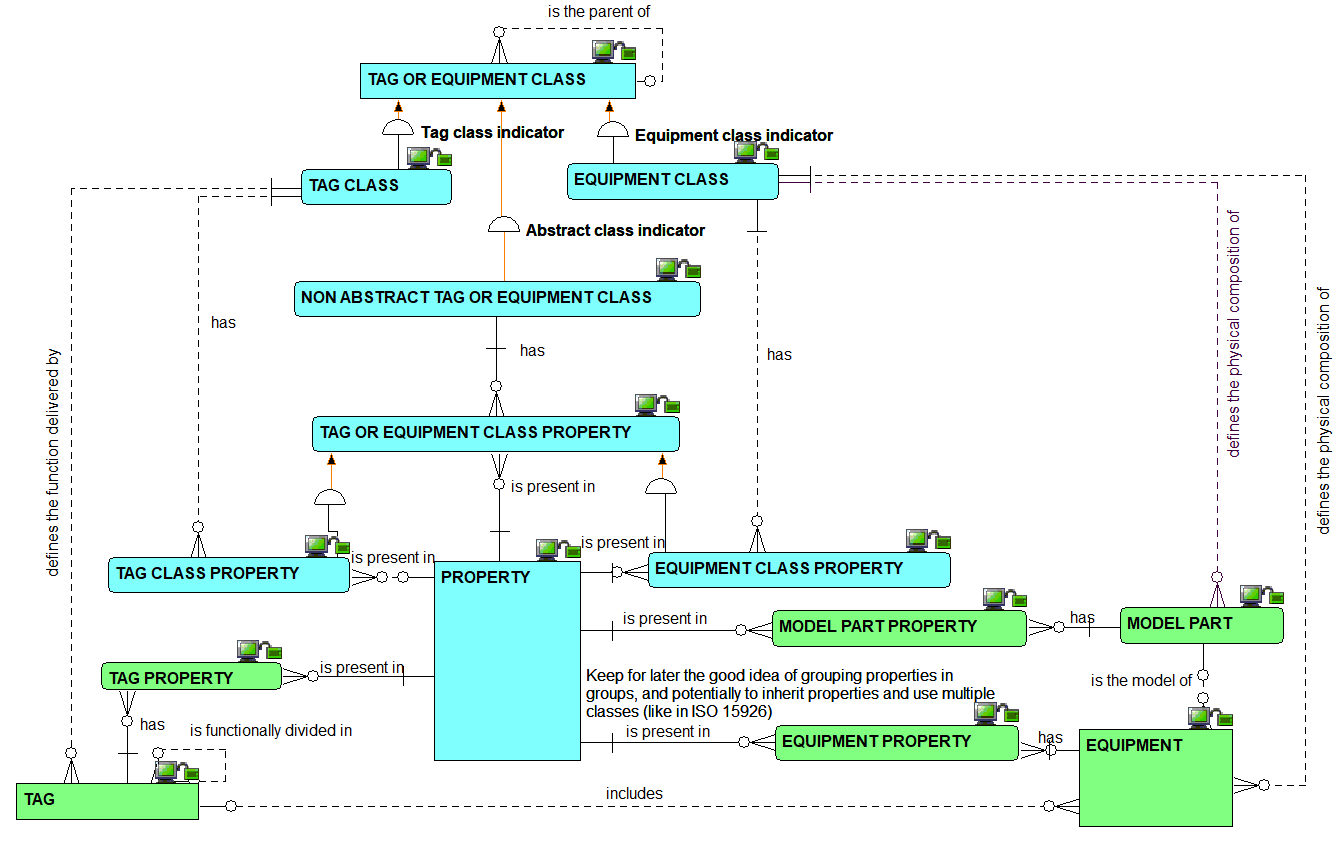 is the parent of
TAG OR EQUIPMENT CLASS
Tag class indicator
Equipment class indicator
TAG CLASS
EQUIPMENT CLASS
Abstract class indicator
NON ABSTRACT TAG OR EQUIPMENT CLASS
has
has
has
defines the function delivered by
defines the physical composition of
defines the physical composition of
TAG OR EQUIPMENT CLASS PROPERTY
is present in
is present in
is present in
TAG CLASS PROPERTY
PROPERTY
EQUIPMENT CLASS PROPERTY
is present in
MODEL PART PROPERTY
has
MODEL PART
is present in
TAG PROPERTY
Keep for later the good idea of grouping properties in
groups, and potentially to inherit properties and use multiple
classes (like in ISO 15926)
is the model of
has
is functionally divided in
is present in
EQUIPMENT PROPERTY
has
EQUIPMENT
TAG
includes